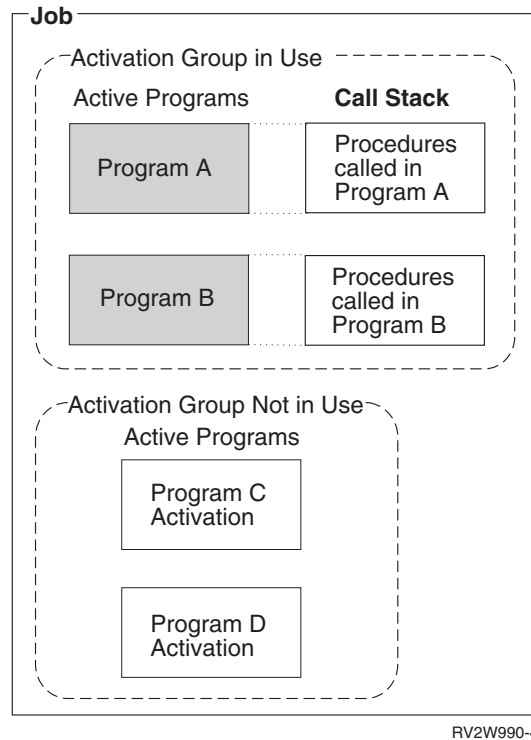 Job
Activation Group in Use
Active Programs
Call Stack
Program A
Procedures
called in
Program A
Program B
Procedures
called in
Program B
Activation Group Not in Use
Active Programs
Program C
Activation
Program D
Activation